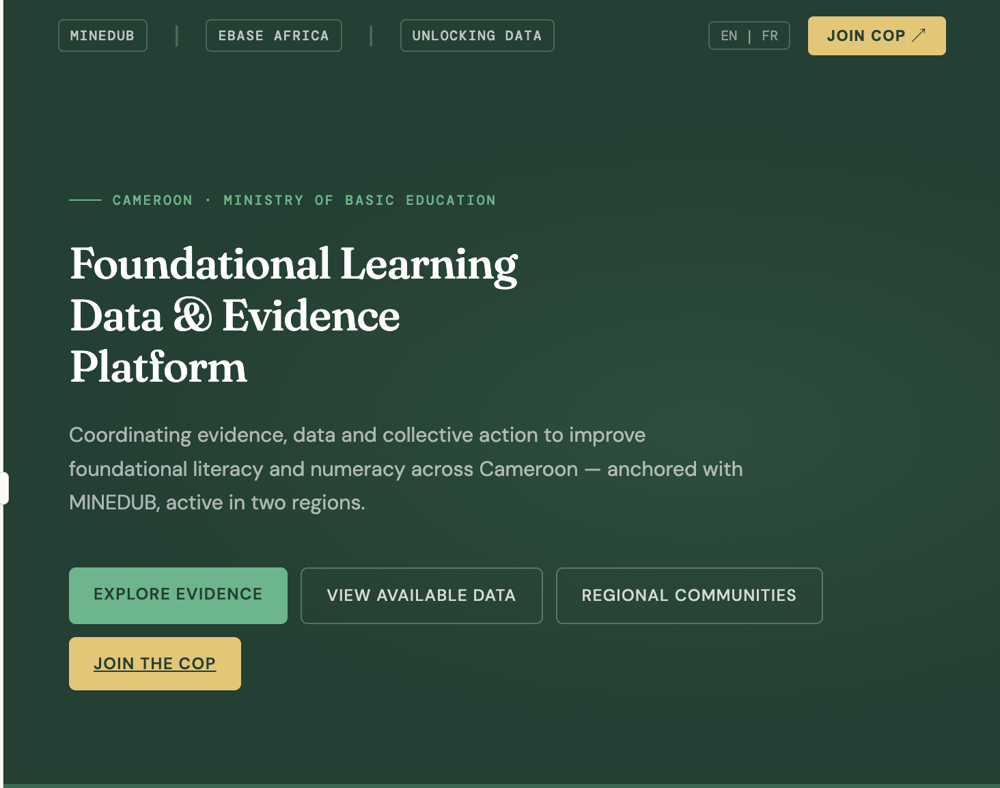 MINEDUB | EBASE AFRICA | UNLOCKING DATA
EN | FR
JOIN COP ↗
CAMEROON · MINISTRY OF BASIC EDUCATION
Foundational Learning
Data & Evidence
Platform
Coordinating evidence, data and collective action to improve
foundational literacy and numeracy across Cameroon — anchored with
MINEDUB, active in two regions.
EXPLORE EVIDENCE
VIEW AVAILABLE DATA
REGIONAL COMMUNITIES
JOIN THE COP